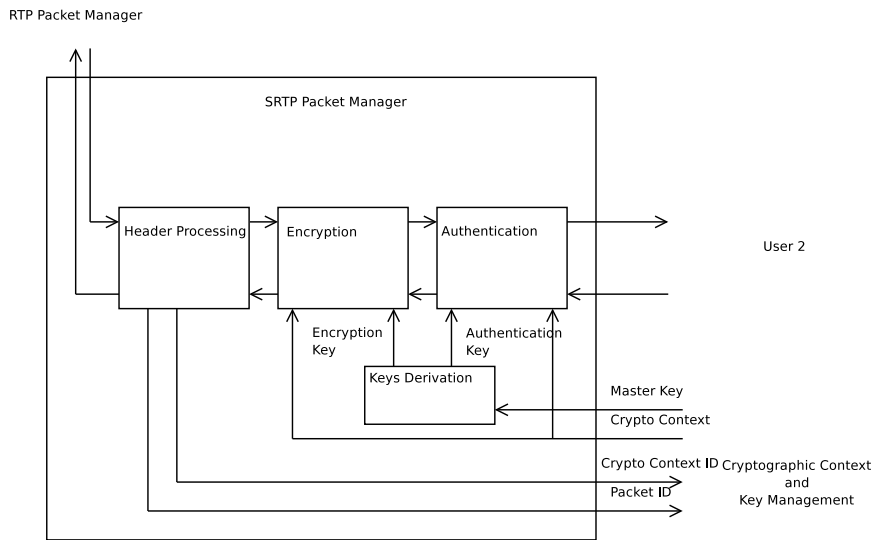 RTP Packet Manager
SRTP Packet Manager
Header Processing
Encryption
Authentication
User 2
Encryption
Key
Authentication
Key
Keys Derivation
Master Key
Crypto Context
Crypto Context ID
Packet ID
Cryptographic Context
and
Key Management